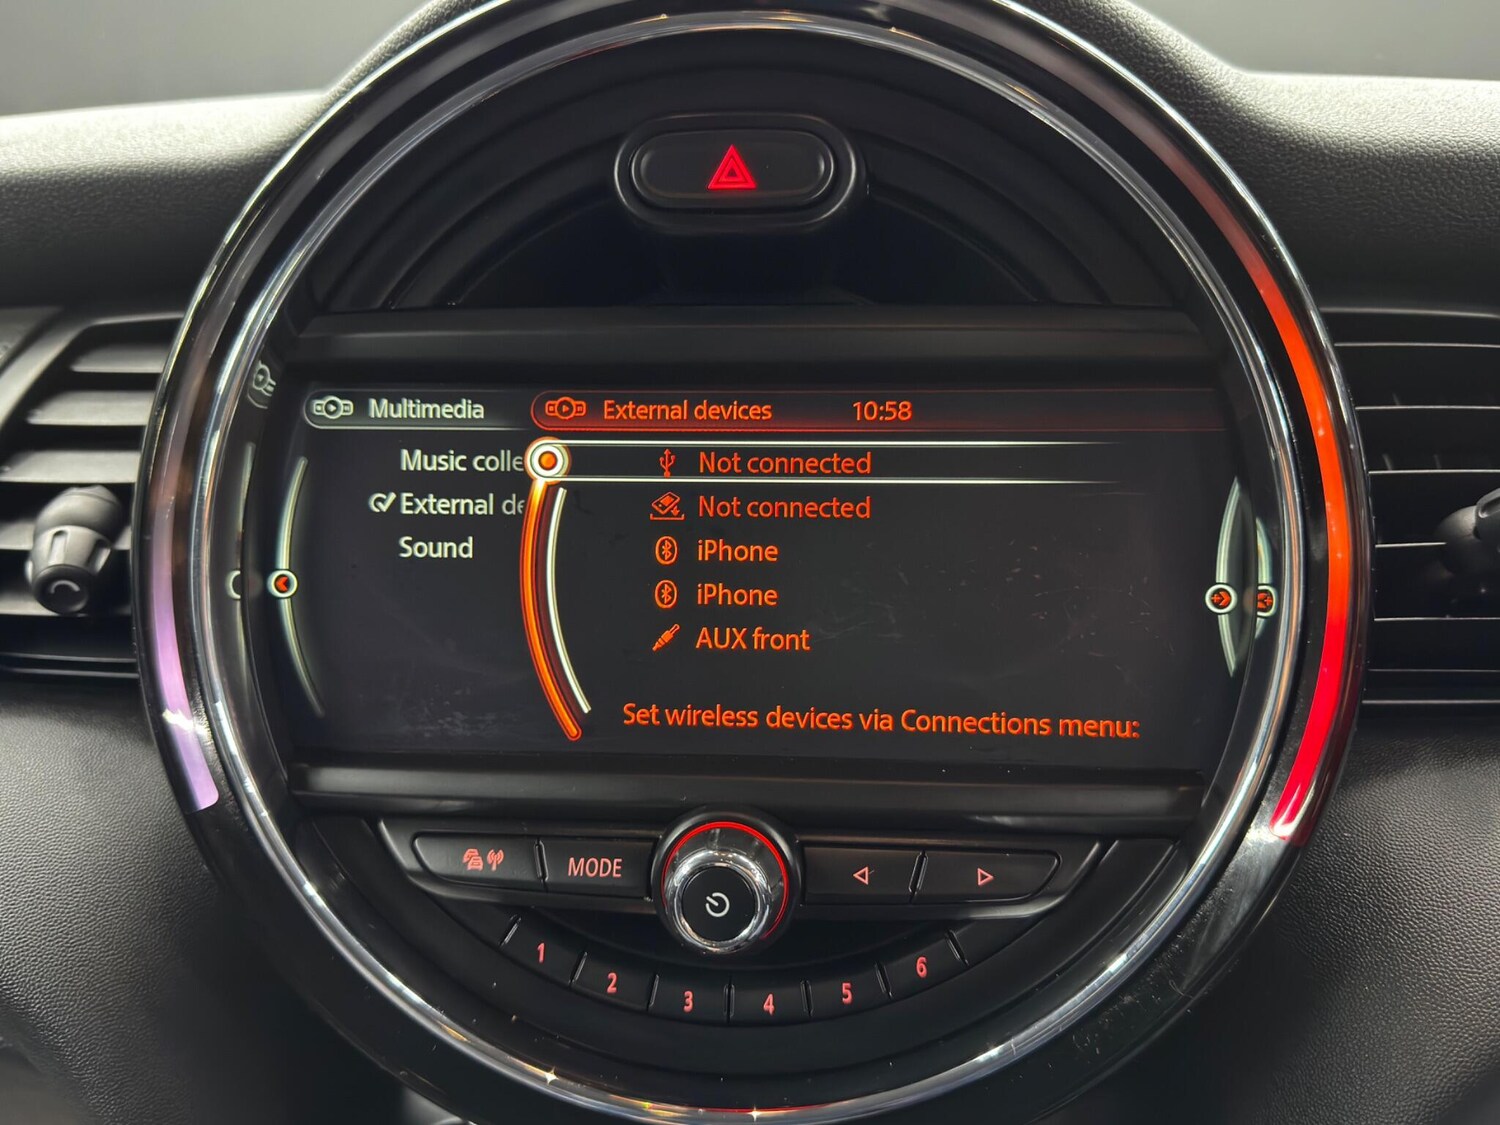 Multimedia External devices 10:58
Music colle
External de
Sound
Not connected
Not connected
iPhone
iPhone
AUX front
Set wireless devices via Connections menu:
MODE
1 2 3 4 5 6